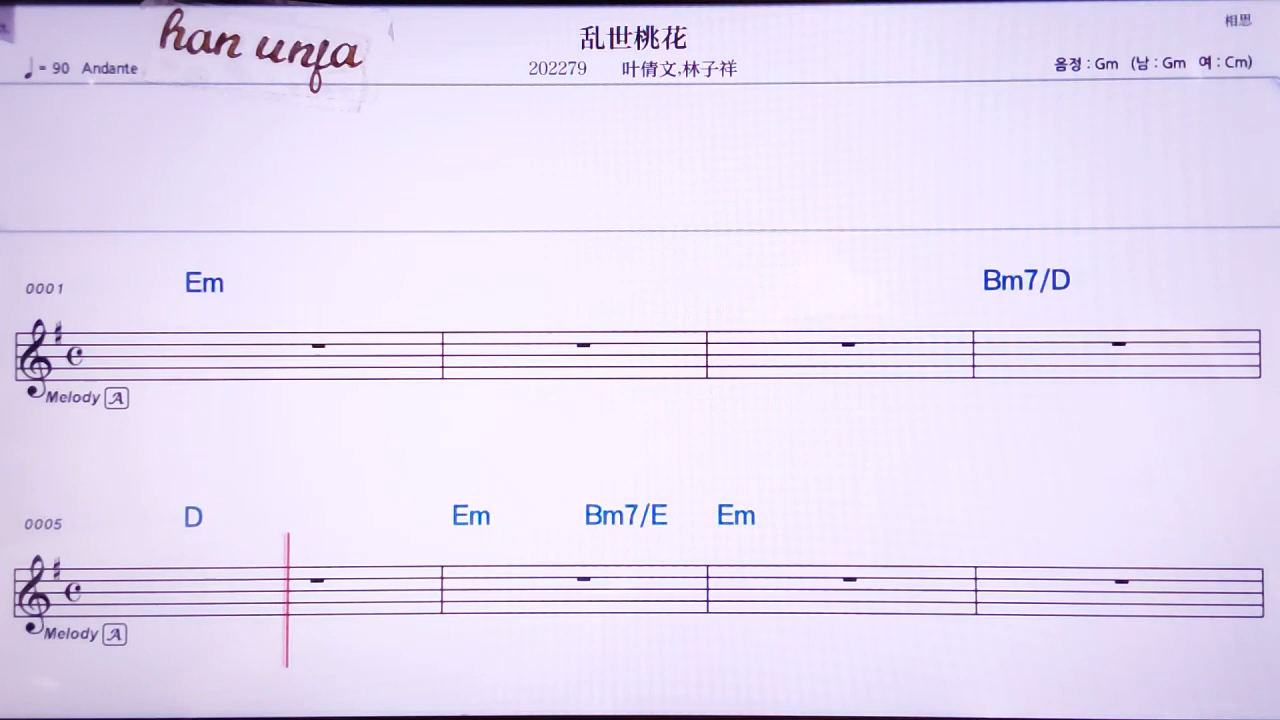 han unfa
乱世桃花
相思
♩= 90 Andante
202279 叶倩文,林子祥
음정 : Gm (남 : Gm 여 : Cm)
0001 Em Bm7/D
Melody A
0005 D Em Bm7/E Em
Melody A